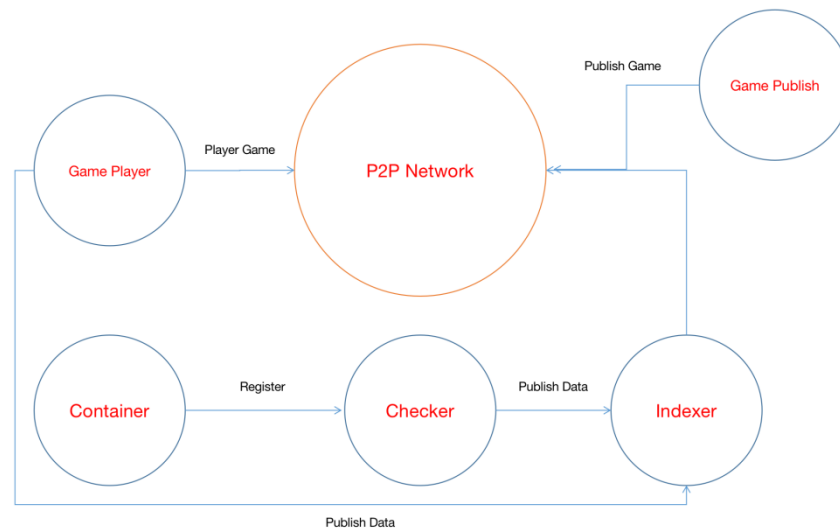 Publish Game
Game Publish
Game Player
Player Game
P2P Network
Container
Register
Checker
Publish Data
Indexer
Publish Data